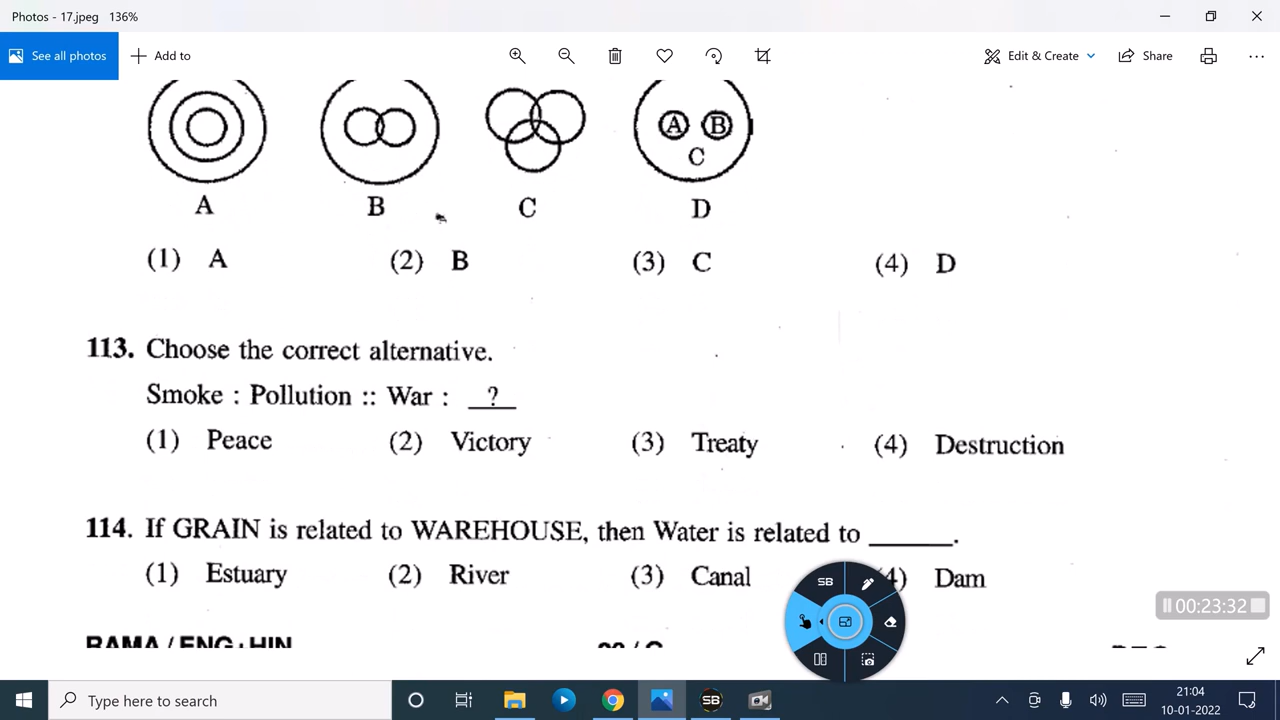 Photos - 17.jpeg 136%
See all photos
Add to
Edit & Create
Share
A B
C
A B C D
(1) A (2) B (3) C (4) D
113. Choose the correct alternative.
Smoke : Pollution :: War : ?
(1) Peace (2) Victory (3) Treaty (4) Destruction
114. If GRAIN is related to WAREHOUSE, then Water is related to ______.
(1) Estuary (2) River (3) Canal 4) Dam
SB
00:23:32
RAMA / ENG+HIN
Type here to search
SB
21:04
10-01-2022